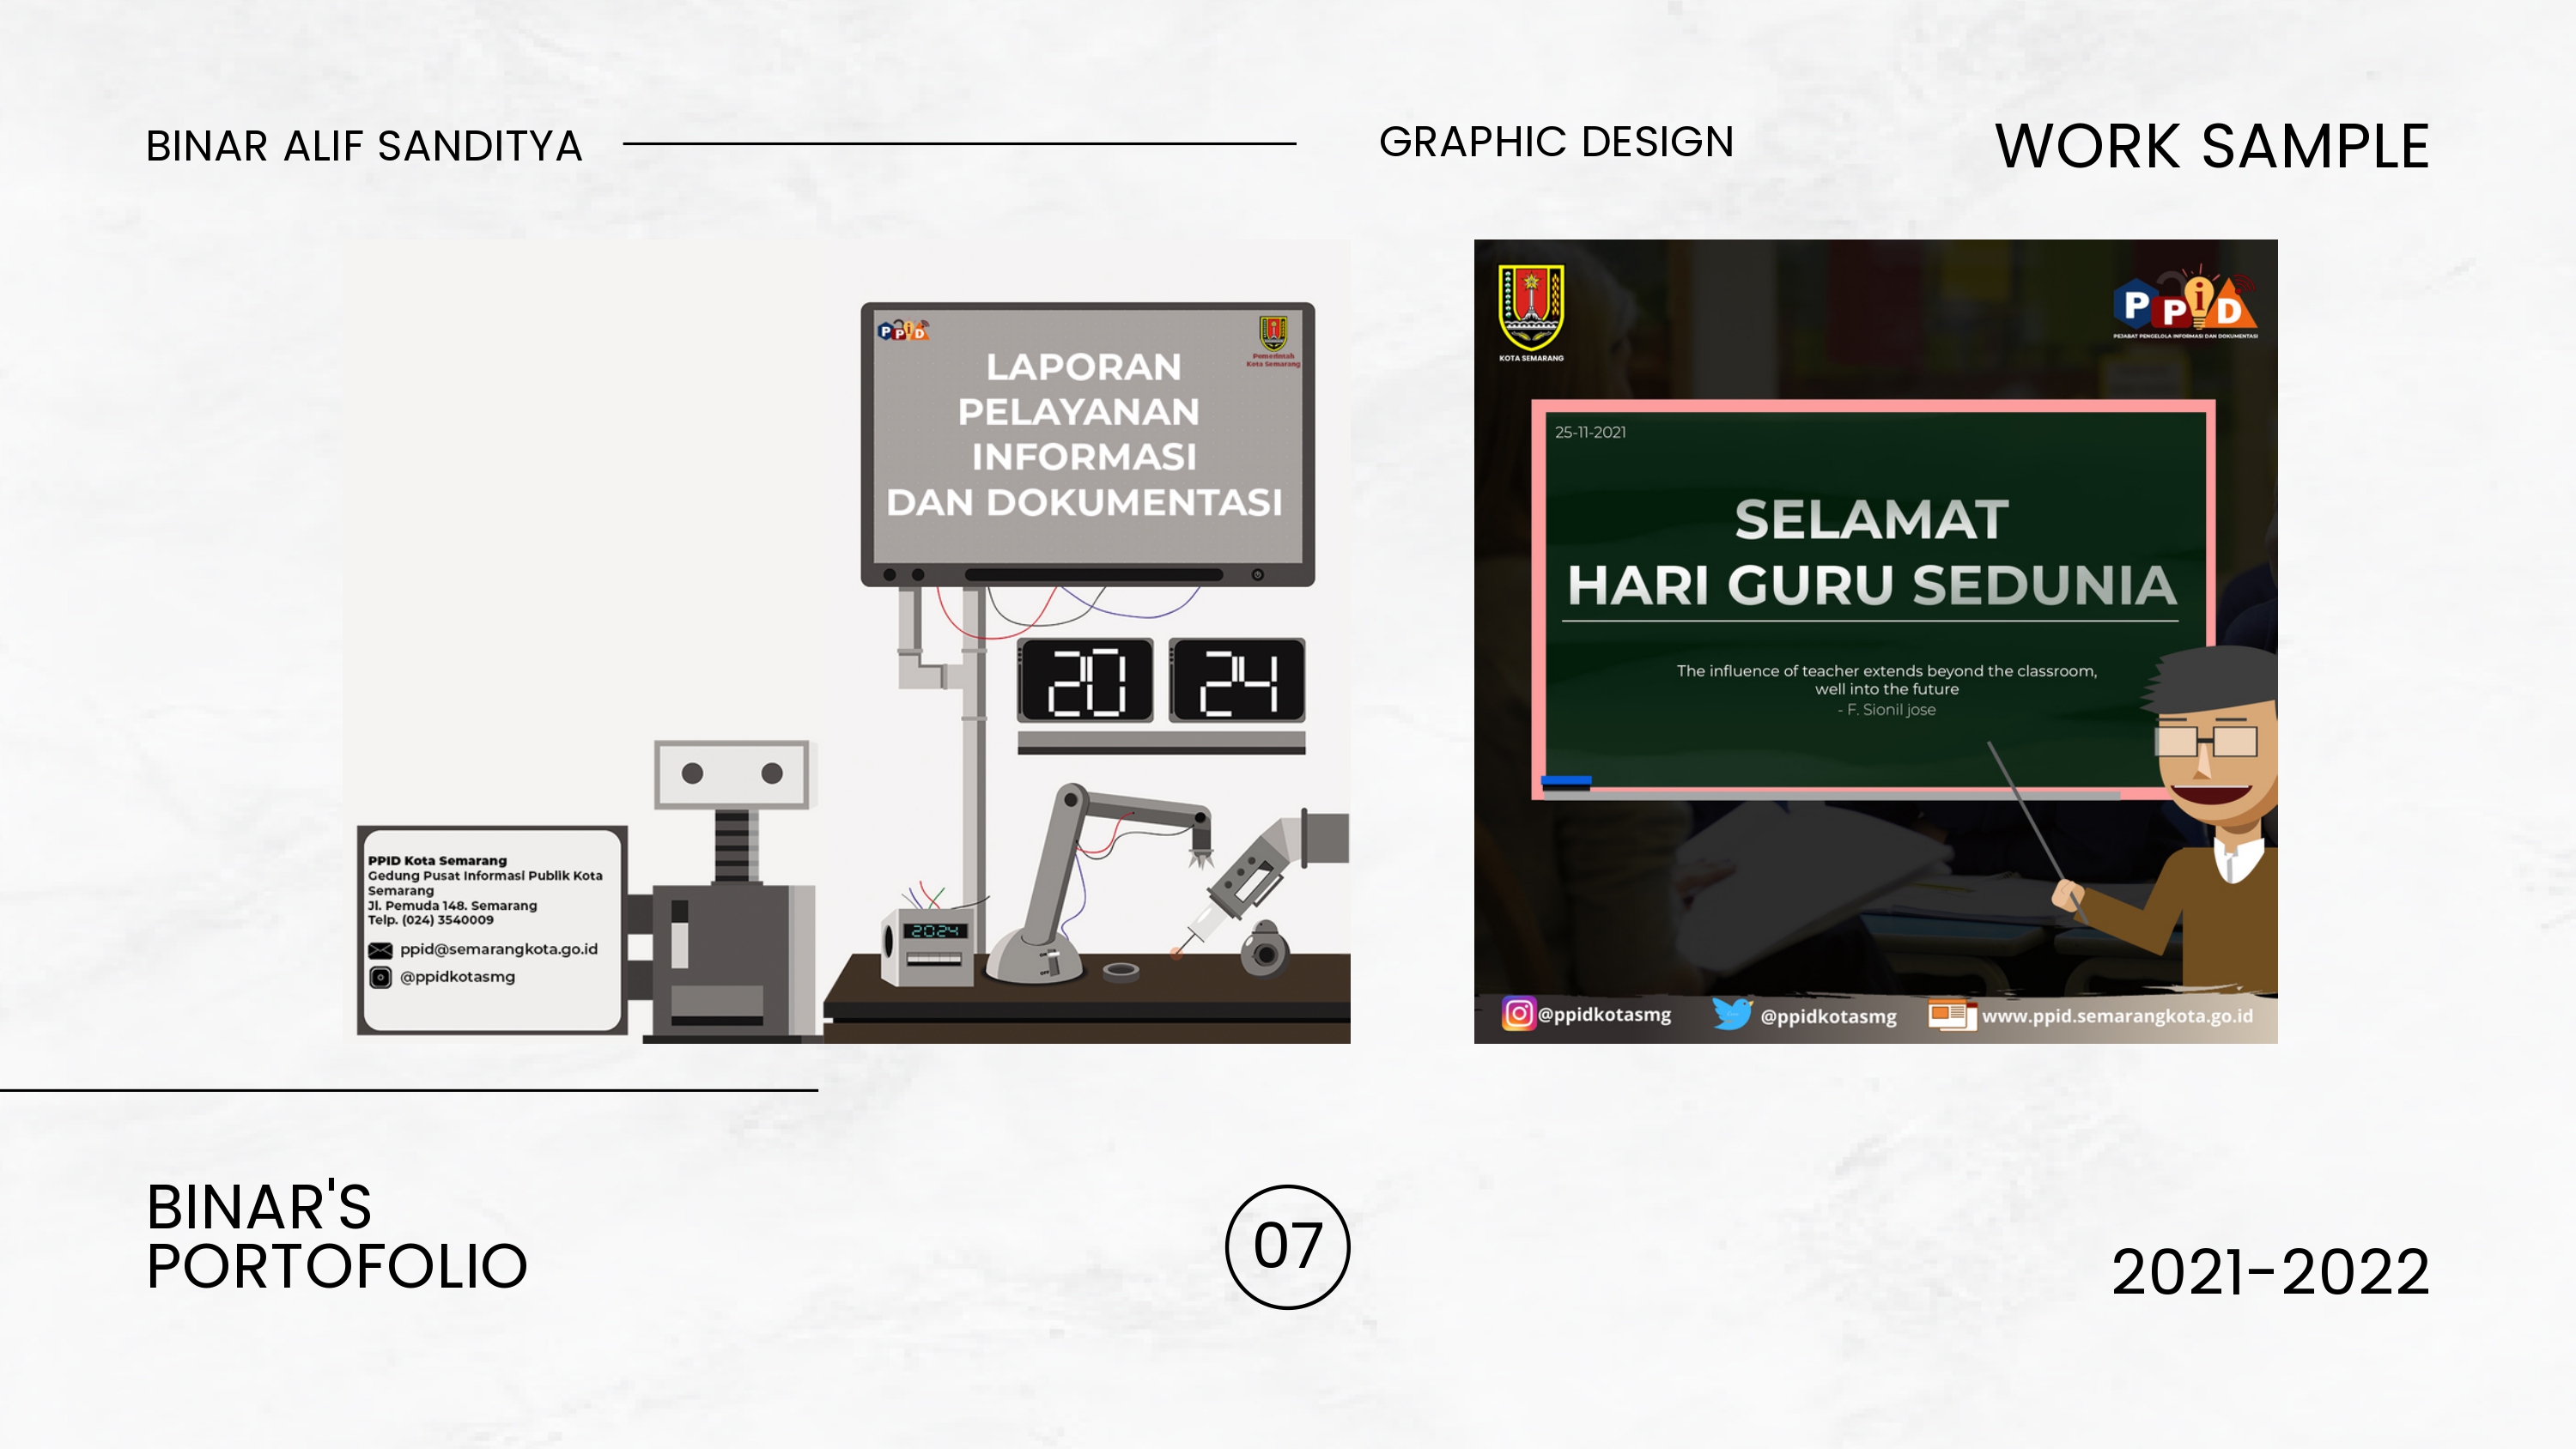 BINAR ALIF SANDITYA
GRAPHIC DESIGN
WORK SAMPLE
PPiD
Pemerintah
Kota Semarang
LAPORAN
PELAYANAN
INFORMASI
DAN DOKUMENTASI
20 24
2024
PPID Kota Semarang
Gedung Pusat Informasi Publik Kota
Semarang
Jl. Pemuda 148. Semarang
Telp. (024) 3540009
ppid@semarangkota.go.id
@ppidkotasmg
KOTA SEMARANG
PPiD
PEJABAT PENGELOLA INFORMASI DAN DOKUMENTASI
25-11-2021
SELAMAT
HARI GURU SEDUNIA
The influence of teacher extends beyond the classroom,
well into the future
- F. Sionil jose
@ppidkotasmg
@ppidkotasmg
www.ppid.semarangkota.go.id
BINAR'S
PORTOFOLIO
07
2021-2022